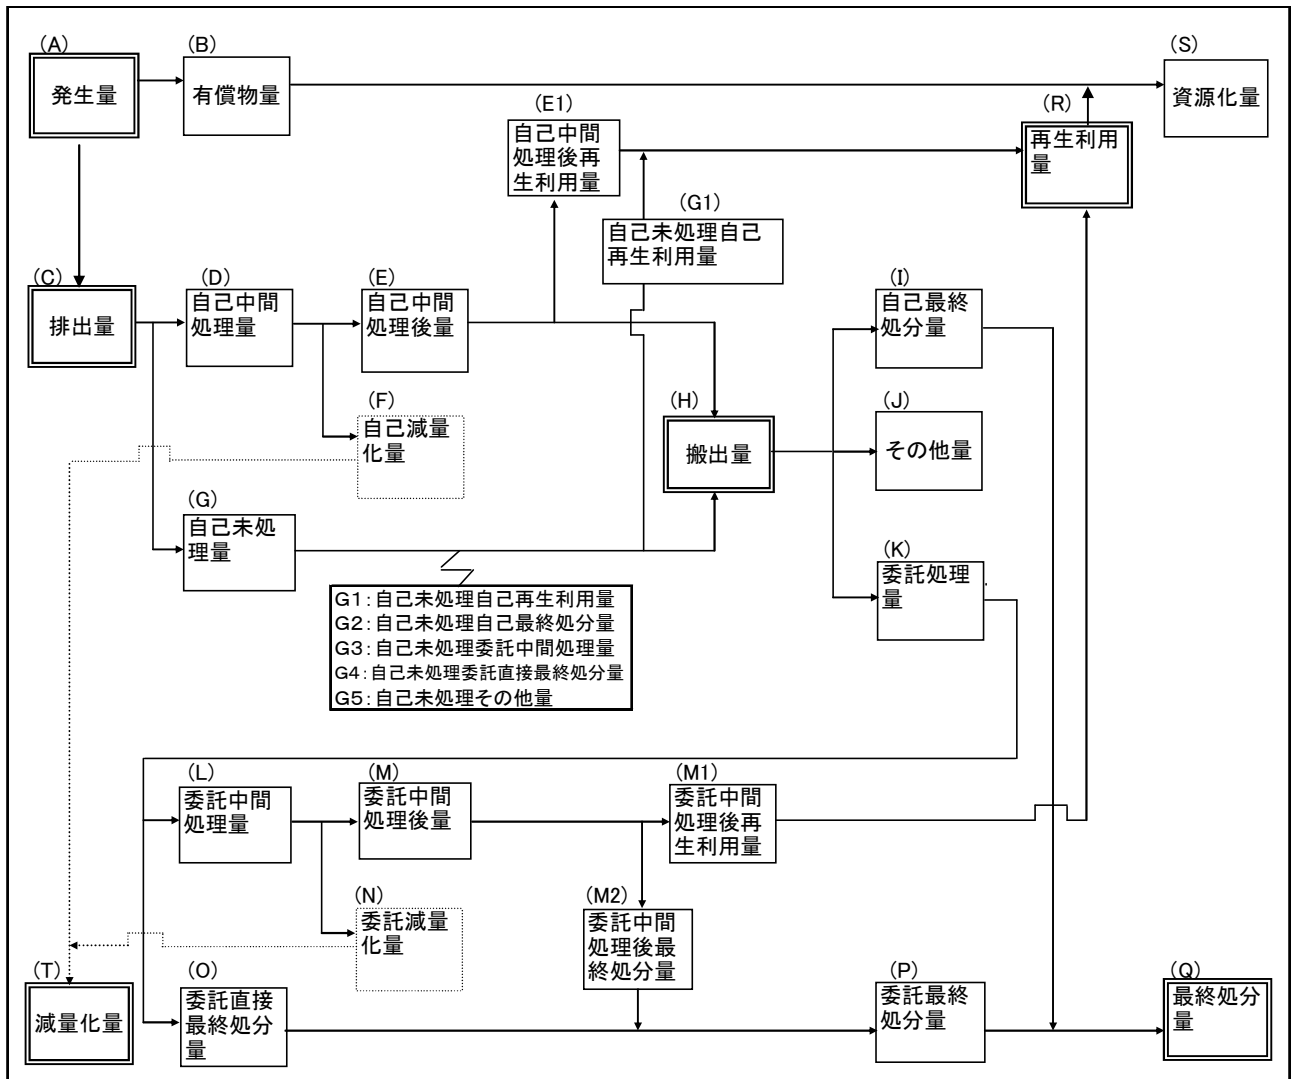 (A)
発生量
(B)
有償物量
(S)
資源化量
(E1)
自己中間
処理後再
生利用量
(R)
再生利用
量
(G1)
自己未処理自己
再生利用量
(C)
排出量
(D)
自己中間
処理量
(E)
自己中間
処理後量
(I)
自己最終
処分量
(F)
自己減量
化量
(H)
搬出量
(J)
その他量
(G)
自己未処
理量
(K)
委託処理
量
G1:自己未処理自己再生利用量
G2:自己未処理自己最終処分量
G3:自己未処理委託中間処理量
G4:自己未処理委託直接最終処分量
G5:自己未処理その他量
(L)
委託中間
処理量
(M)
委託中間
処理後量
(M1)
委託中間
処理後再
生利用量
(N)
委託減量
化量
(M2)
委託中間
処理後最
終処分量
(T)
減量化量
(O)
委託直接
最終処分
量
(P)
委託最終
処分量
(Q)
最終処分
量